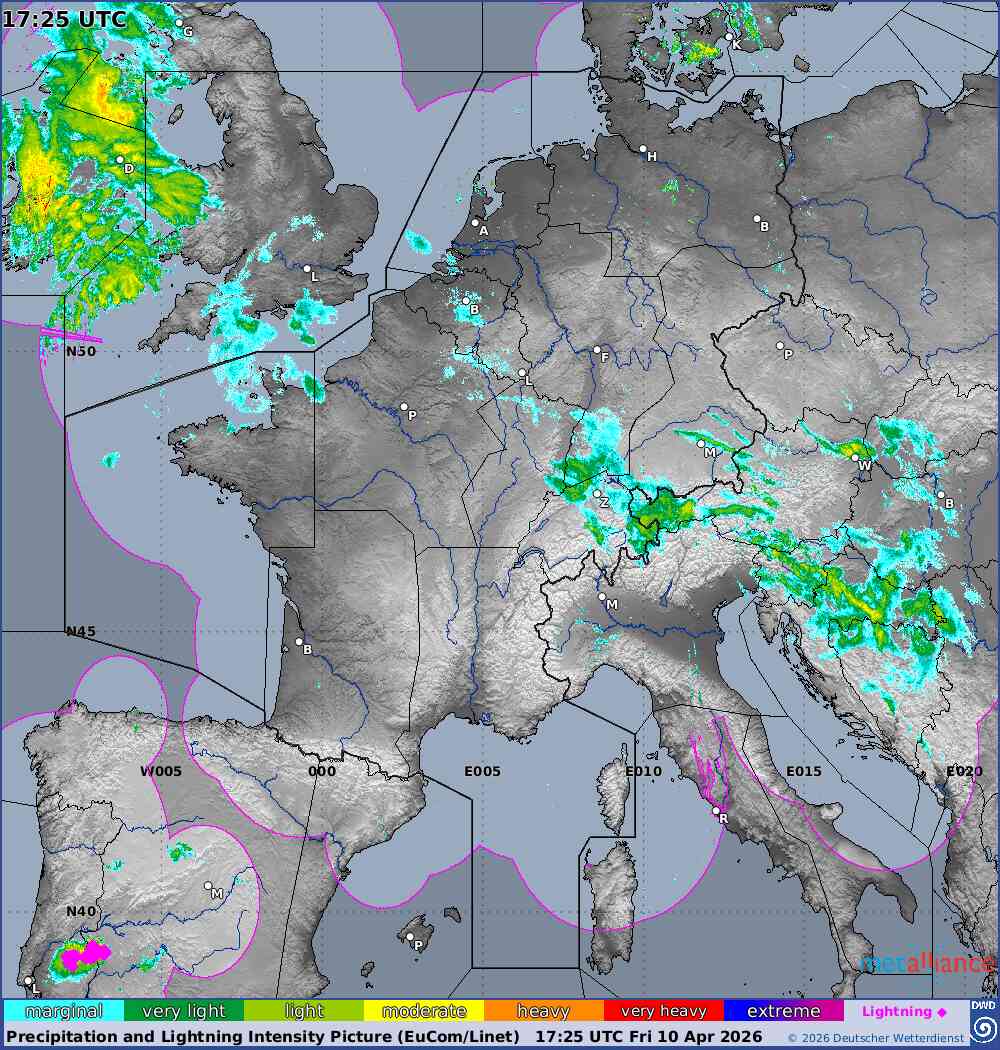 17:25 UTC
G
K
D
H
A
B
L
B
N50
F
P
L
P
M
W
Z
B
M
N45
B
W005
000
E005
E010
E015
E020
R
M
N40
P
metalliance
L
marginal very light light moderate heavy very heavy extreme Lightning ◆
DWD
Precipitation and Lightning Intensity Picture (EuCom/Linet) 17:25 UTC Fri 10 Apr 2026 © 2026 Deutscher Wetterdienst